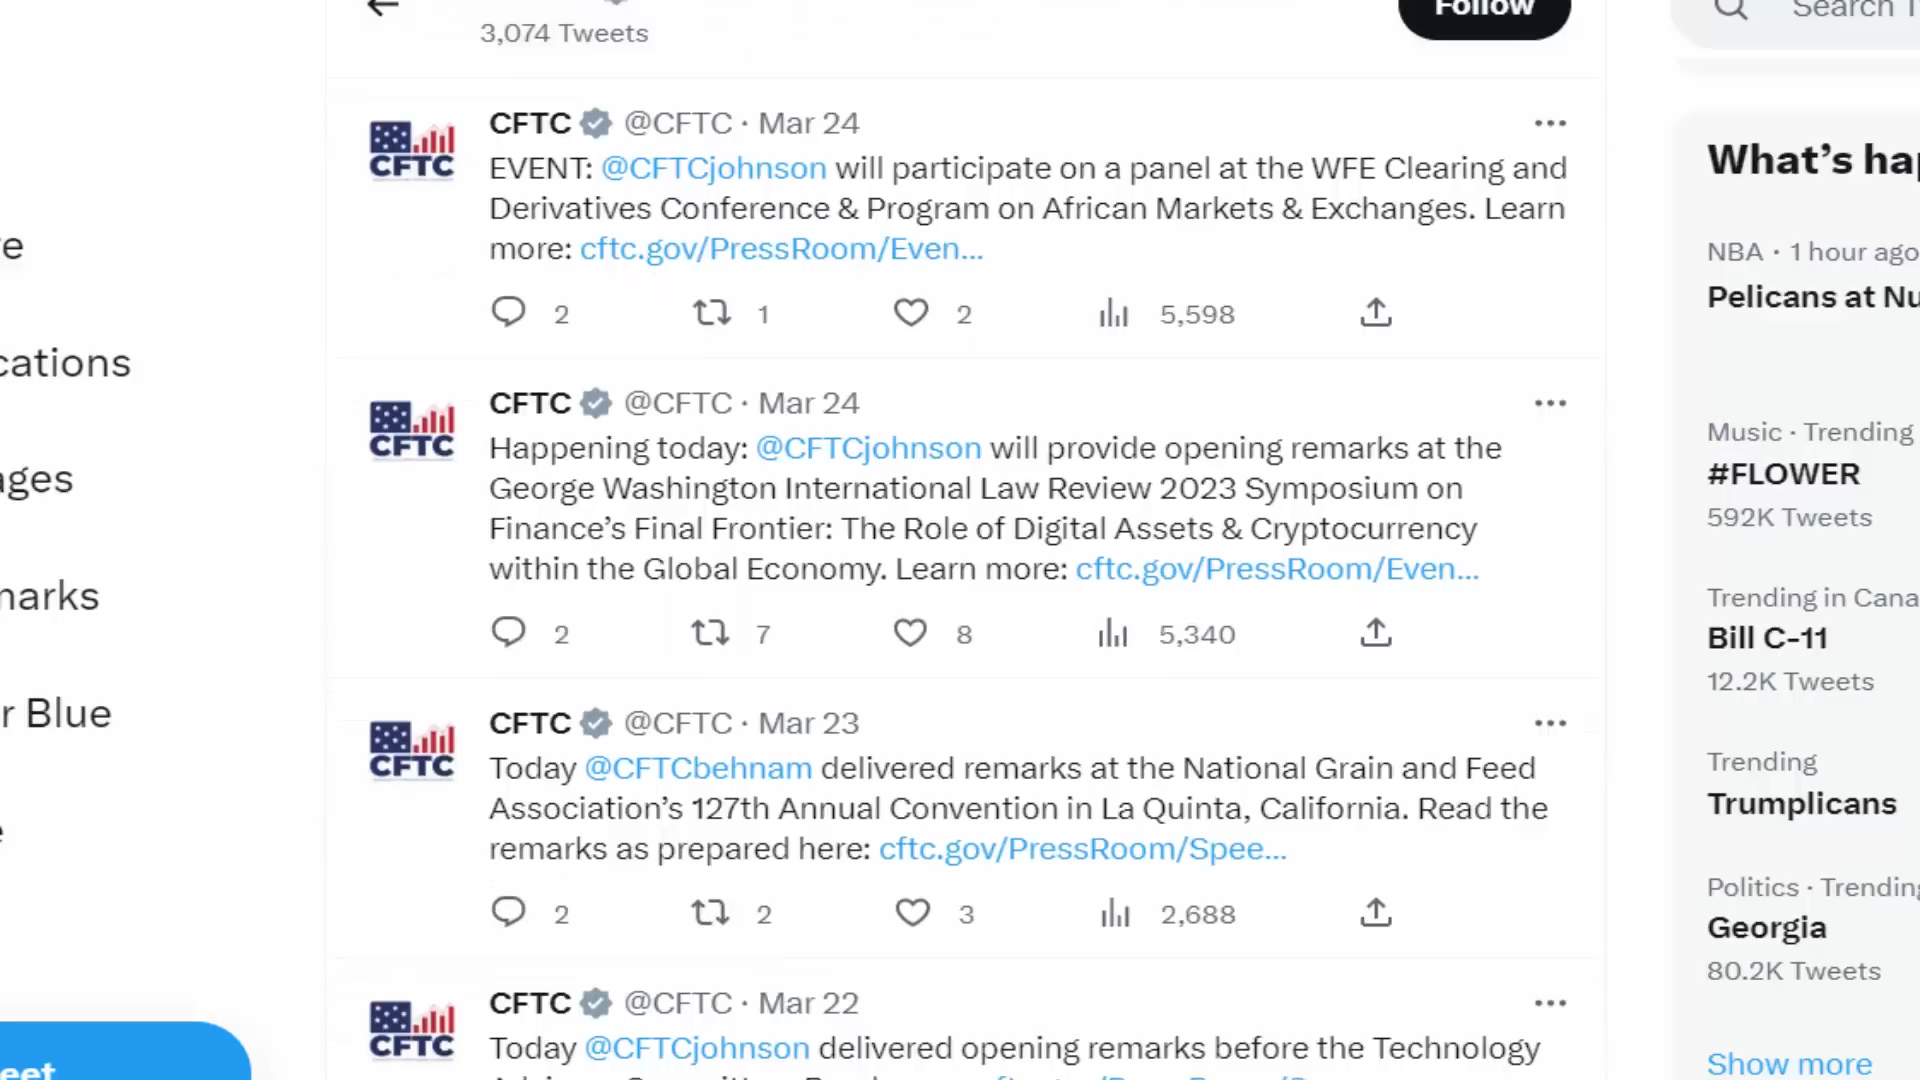 3,074 Tweets
Follow
Search
CFTC @CFTC · Mar 24
EVENT: @CFTCjohnson will participate on a panel at the WFE Clearing and
Derivatives Conference & Program on African Markets & Exchanges. Learn
more: cftc.gov/PressRoom/Even...
2 1 2 5,598
CFTC
CFTC @CFTC · Mar 24
Happening today: @CFTCjohnson will provide opening remarks at the
George Washington International Law Review 2023 Symposium on
Finance's Final Frontier: The Role of Digital Assets & Cryptocurrency
within the Global Economy. Learn more: cftc.gov/PressRoom/Even...
2 7 8 5,340
CFTC
CFTC @CFTC · Mar 23
Today @CFTCbehnam delivered remarks at the National Grain and Feed
Association's 127th Annual Convention in La Quinta, California. Read the
remarks as prepared here: cftc.gov/PressRoom/Spee...
2 2 3 2,688
CFTC
CFTC @CFTC · Mar 22
Today @CFTCjohnson delivered opening remarks before the Technology
CFTC
e
cations
ages
narks
r Blue
e
eet
What's hap
NBA · 1 hour ago
Pelicans at Nu
Music · Trending
#FLOWER
592K Tweets
Trending in Cana
Bill C-11
12.2K Tweets
Trending
Trumplicans
Politics · Trending
Georgia
80.2K Tweets
Show more